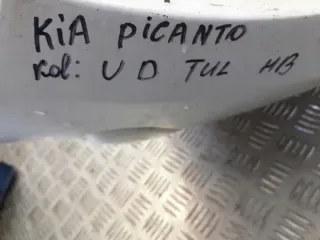 KiA PiCANTO
Kol: U D TUL HB